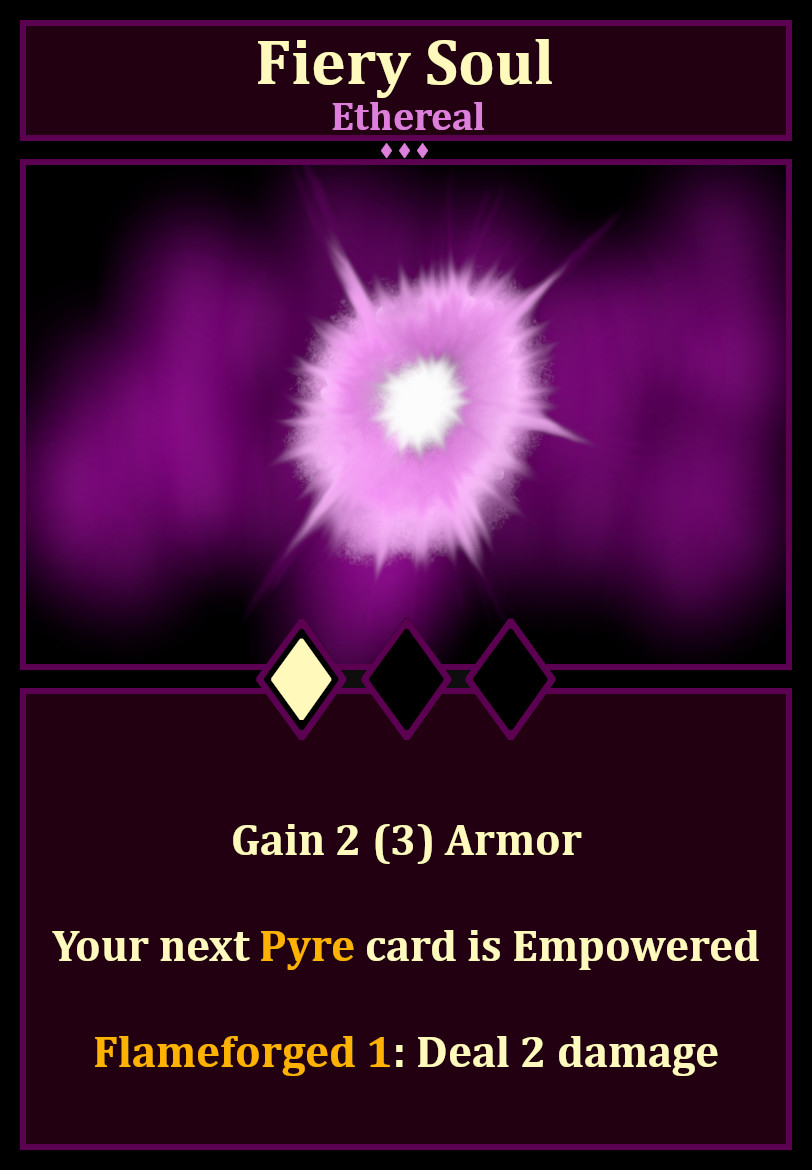 Fiery Soul
Ethereal
Gain 2 (3) Armor
Your next Pyre card is Empowered
Flameforged 1: Deal 2 damage